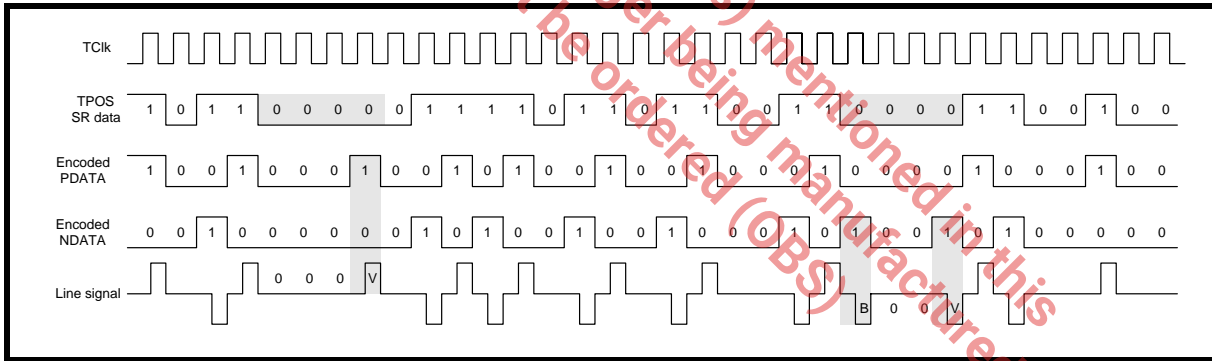 TClk
TPOS
SR data
1 0 1 1 0 0 0 0 0 1 1 1 1 0 1 1 0 1 1 0 0 1 1 0 0 0 0 1 1 0 0 1 0 0
Encoded
PDATA
1 0 0 1 0 0 0 1 0 0 1 0 1 0 0 1 0 0 1 0 0 0 1 0 0 0 0 1 0 0 0 1 0 0
Encoded
NDATA
0 0 1 0 0 0 0 0 0 1 0 1 0 0 1 0 0 1 0 0 0 1 0 1 0 0 1 0 1 0 0 0 0 0
Line signal
0 0 0 V B 0 0 V
mentioned in this
being
be ordered (OBS)